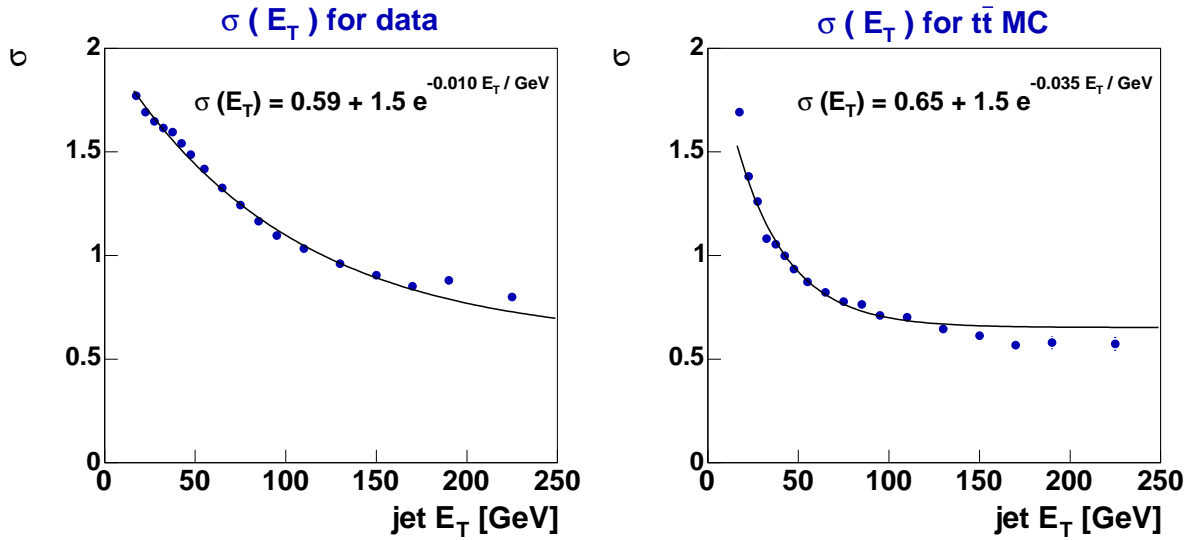 σ ( E_T ) for data
σ
σ (E_T) = 0.59 + 1.5 e^-0.010 E_T / GeV
2
1.5
1
0.5
0
0 50 100 150 200 250
jet E_T [GeV]
σ ( E_T ) for tt̄ MC
σ
σ (E_T) = 0.65 + 1.5 e^-0.035 E_T / GeV
2
1.5
1
0.5
0
0 50 100 150 200 250
jet E_T [GeV]